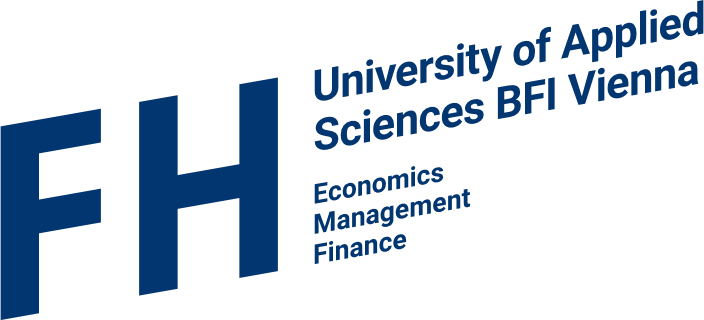 FH
University of Applied
Sciences BFI Vienna
Economics
Management
Finance